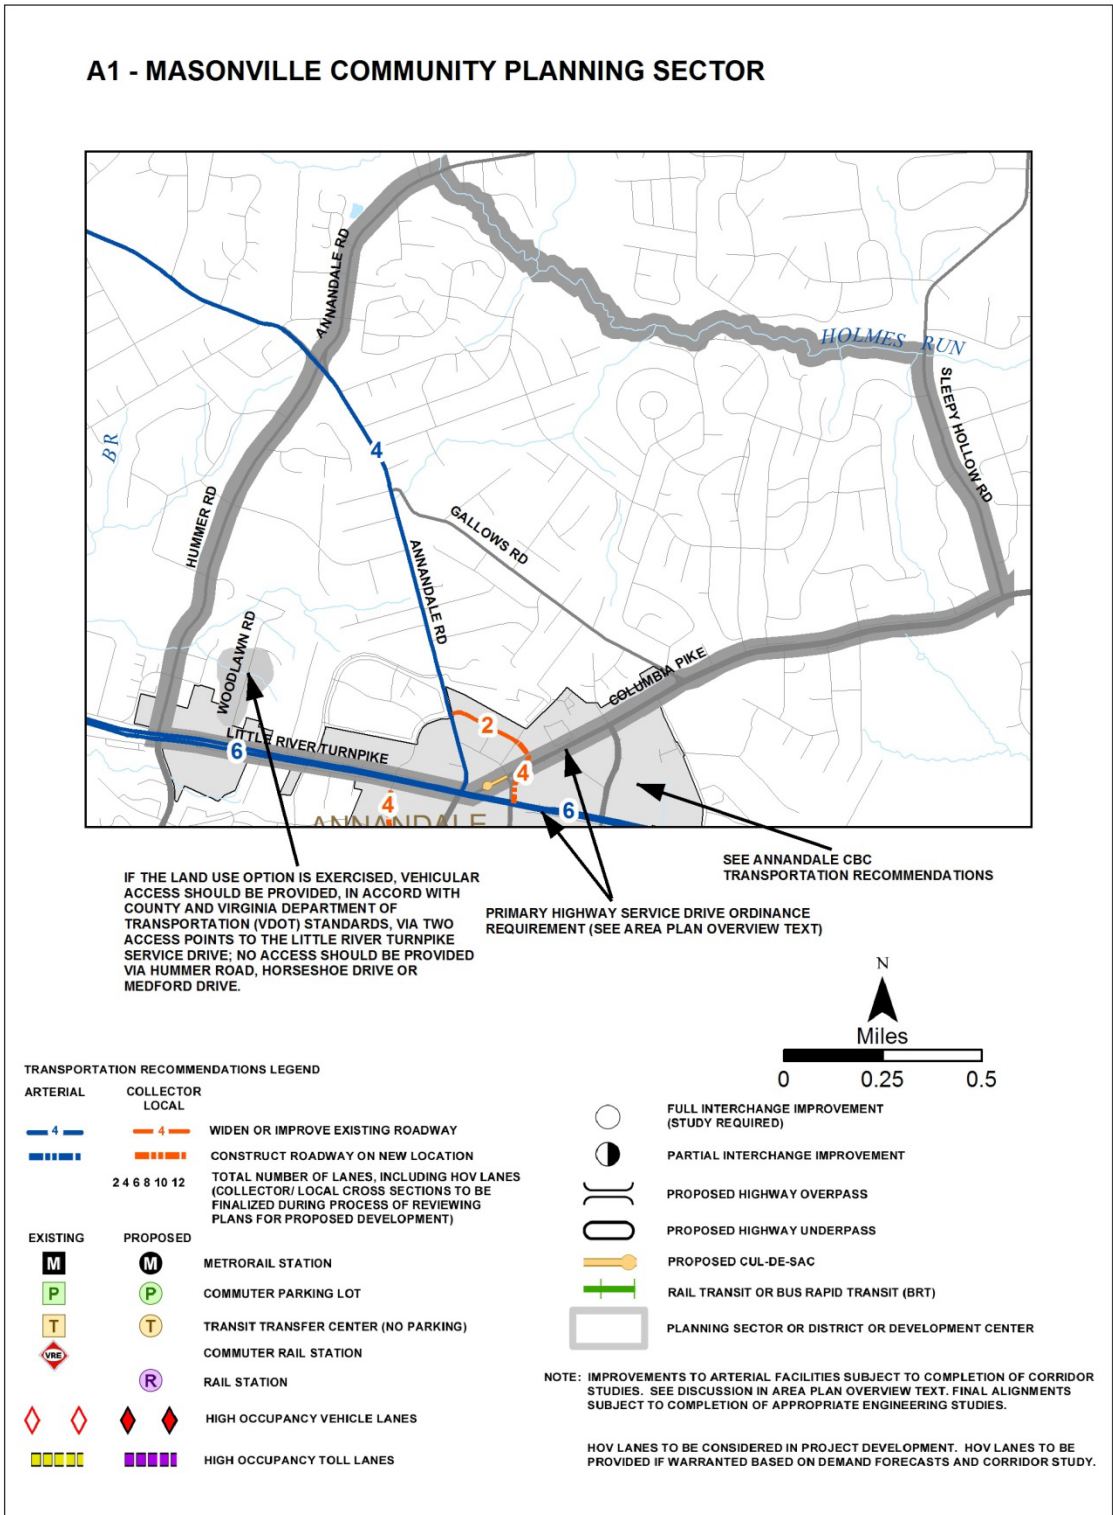 A1 - MASONVILLE COMMUNITY PLANNING SECTOR
ANNANDALE RD
HOLMES RUN
SLEEPY HOLLOW RD
BR
4
HUMMER RD
GALLOWS RD
ANNANDALE RD
WOODLAWN RD
COLUMBIA PIKE
2
LITTLE RIVER TURNPIKE
6
4
4
6
ANNANDALE
IF THE LAND USE OPTION IS EXERCISED, VEHICULAR
ACCESS SHOULD BE PROVIDED, IN ACCORD WITH
COUNTY AND VIRGINIA DEPARTMENT OF
TRANSPORTATION (VDOT) STANDARDS, VIA TWO
ACCESS POINTS TO THE LITTLE RIVER TURNPIKE
SERVICE DRIVE; NO ACCESS SHOULD BE PROVIDED
VIA HUMMER ROAD, HORSESHOE DRIVE OR
MEDFORD DRIVE.
PRIMARY HIGHWAY SERVICE DRIVE ORDINANCE
REQUIREMENT (SEE AREA PLAN OVERVIEW TEXT)
SEE ANNANDALE CBC
TRANSPORTATION RECOMMENDATIONS
N
Miles
0 0.25 0.5
TRANSPORTATION RECOMMENDATIONS LEGEND
ARTERIAL
COLLECTOR
LOCAL
4 4 WIDEN OR IMPROVE EXISTING ROADWAY
CONSTRUCT ROADWAY ON NEW LOCATION
2 4 6 8 10 12 TOTAL NUMBER OF LANES, INCLUDING HOV LANES
(COLLECTOR/ LOCAL CROSS SECTIONS TO BE
FINALIZED DURING PROCESS OF REVIEWING
PLANS FOR PROPOSED DEVELOPMENT)
EXISTING PROPOSED
M M METRORAIL STATION
P P COMMUTER PARKING LOT
T T TRANSIT TRANSFER CENTER (NO PARKING)
VRE COMMUTER RAIL STATION
R RAIL STATION
HIGH OCCUPANCY VEHICLE LANES
HIGH OCCUPANCY TOLL LANES
FULL INTERCHANGE IMPROVEMENT
(STUDY REQUIRED)
PARTIAL INTERCHANGE IMPROVEMENT
PROPOSED HIGHWAY OVERPASS
PROPOSED HIGHWAY UNDERPASS
PROPOSED CUL-DE-SAC
RAIL TRANSIT OR BUS RAPID TRANSIT (BRT)
PLANNING SECTOR OR DISTRICT OR DEVELOPMENT CENTER
NOTE: IMPROVEMENTS TO ARTERIAL FACILITIES SUBJECT TO COMPLETION OF CORRIDOR
STUDIES. SEE DISCUSSION IN AREA PLAN OVERVIEW TEXT. FINAL ALIGNMENTS
SUBJECT TO COMPLETION OF APPROPRIATE ENGINEERING STUDIES.
HOV LANES TO BE CONSIDERED IN PROJECT DEVELOPMENT. HOV LANES TO BE
PROVIDED IF WARRANTED BASED ON DEMAND FORECASTS AND CORRIDOR STUDY.